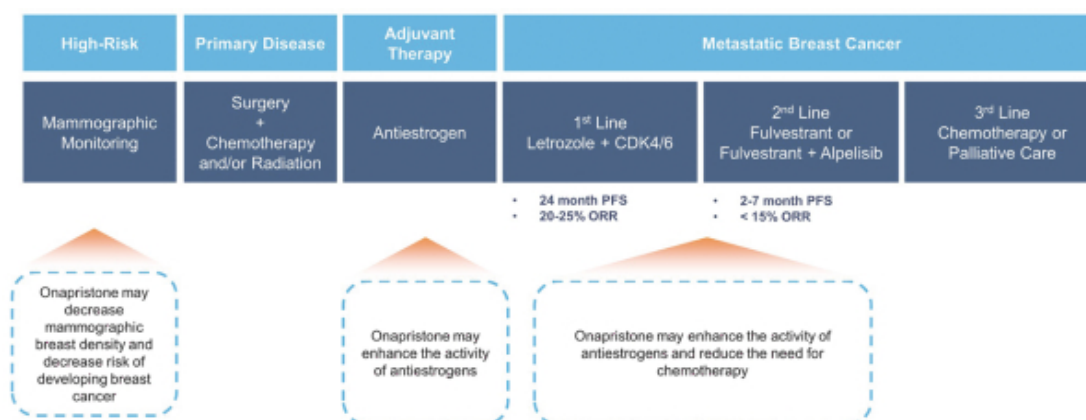 High-Risk
Primary Disease
Adjuvant
Therapy
Metastatic Breast Cancer
Mammographic
Monitoring
Surgery
+
Chemotherapy
and/or Radiation
Antiestrogen
1st Line
Letrozole + CDK4/6
2nd Line
Fulvestrant or
Fulvestrant + Alpelisib
3rd Line
Chemotherapy or
Palliative Care
• 24 month PFS
• 20-25% ORR
• 2-7 month PFS
• < 15% ORR
Onapristone may
decrease
mammographic
breast density and
decrease risk of
developing breast
cancer
Onapristone may
enhance the activity
of antiestrogens
Onapristone may enhance the activity of
antiestrogens and reduce the need for
chemotherapy